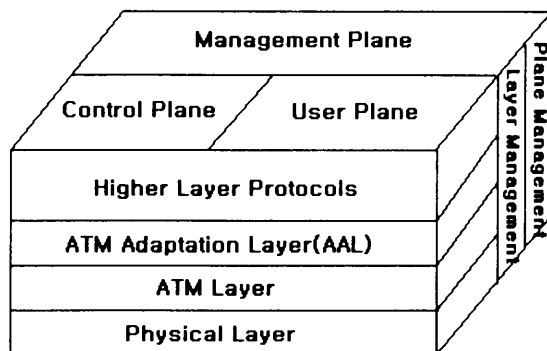 Management Plane
Control Plane
User Plane
Higher Layer Protocols
ATM Adaptation Layer(AAL)
ATM Layer
Physical Layer
Layer Management
Plane Management